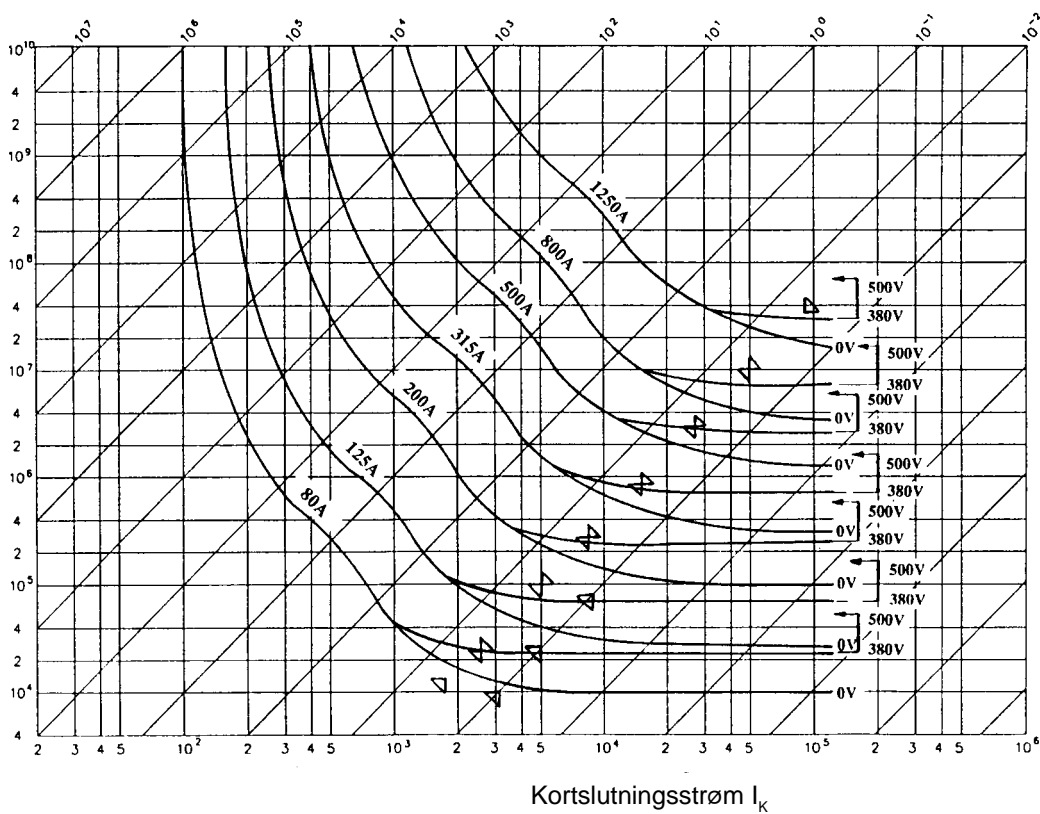 10⁷ 10⁶ 10⁵ 10⁴ 10³ 10² 10¹ 10⁰ 10⁻¹ 10⁻²
10¹⁰
4
2
10⁹
4
2
10⁸
4
2
10⁷
4
2
10⁶
4
2
10⁵
4
2
10⁴
4
1250A
800A
500A
315A
200A
125A
80A
500V
380V
0V
500V
380V
0V
500V
380V
0V
500V
380V
0V
500V
380V
0V
500V
380V
0V
500V
380V
0V
2 3 4 5 10² 2 3 4 5 10³ 2 3 4 5 10⁴ 2 3 4 5 10⁵ 2 3 4 5 10⁶
Kortslutningsstrøm I_K